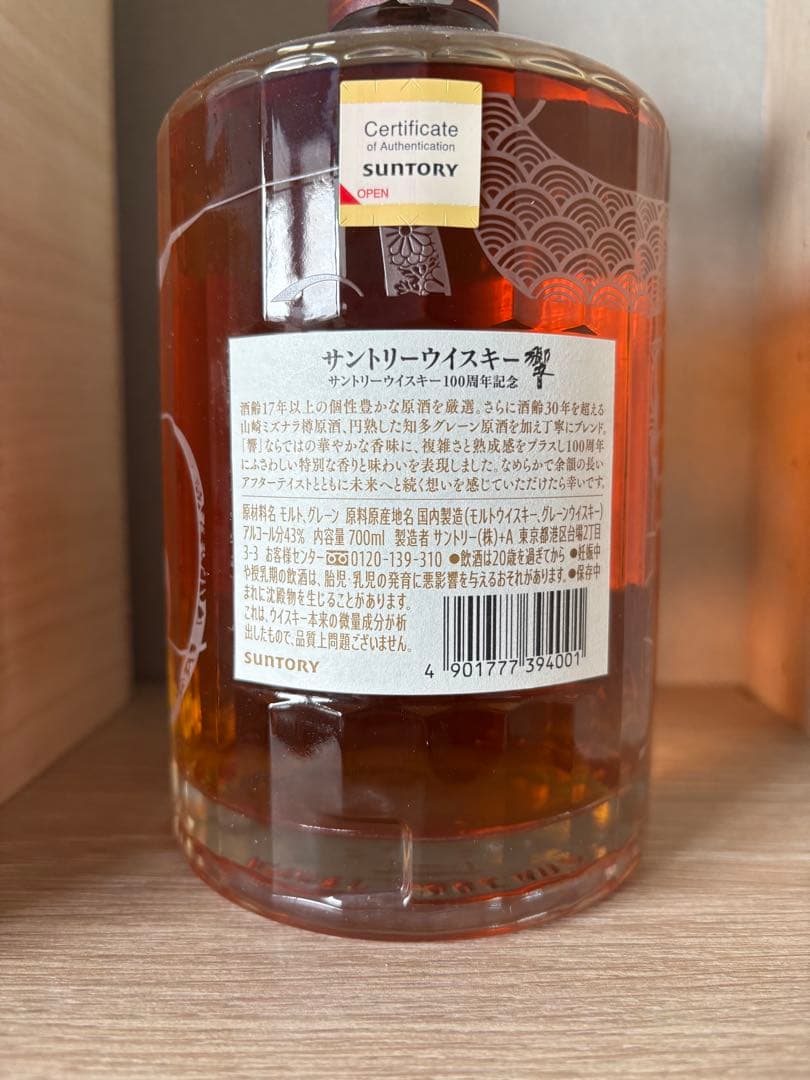 Certificate
of Authentication
SUNTORY
OPEN
サントリーウイスキー 響
サントリーウイスキー100周年記念
酒齢17年以上の個性豊かな原酒を厳選。さらに酒齢30年を超える
山崎ミズナラ樽原酒、円熟した知多グレーン原酒を加え丁寧にブレンド。
「響」ならではの華やかな香味に、複雑さと熟成感をプラスし100周年
にふさわしい特別な香りと味わいを表現しました。なめらかで余韻の長い
アフターテイストとともに未来へと続く想いを感じていただけたら幸いです。
原材料名 モルト、グレーン 原料原産地名 国内製造(モルトウイスキー、グレーンウイスキー)
アルコール分43% 内容量 700ml 製造者 サントリー(株)+A 東京都港区台場2丁目
3-3 お客様センター 0120-139-310 ●飲酒は20歳を過ぎてから ●妊娠中
や授乳期の飲酒は、胎児・乳児の発育に悪影響を与えるおそれがあります。●保存中
まれに沈殿物を生じることがあります。
これは、ウイスキー本来の微量成分が析
出したもので、品質上問題ございません。
SUNTORY
4 901777 394001